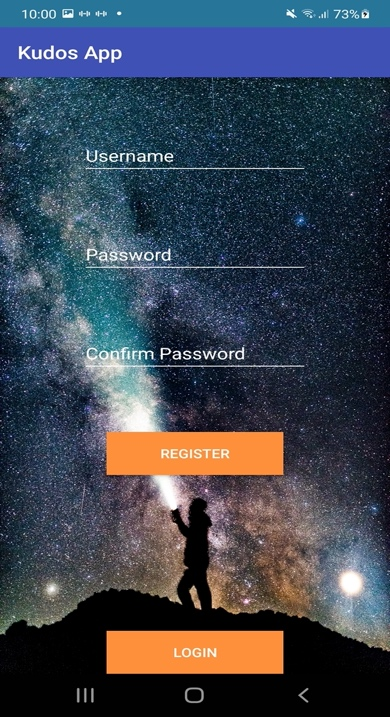 10:00
73%
Kudos App
Username
Password
Confirm Password
REGISTER
LOGIN